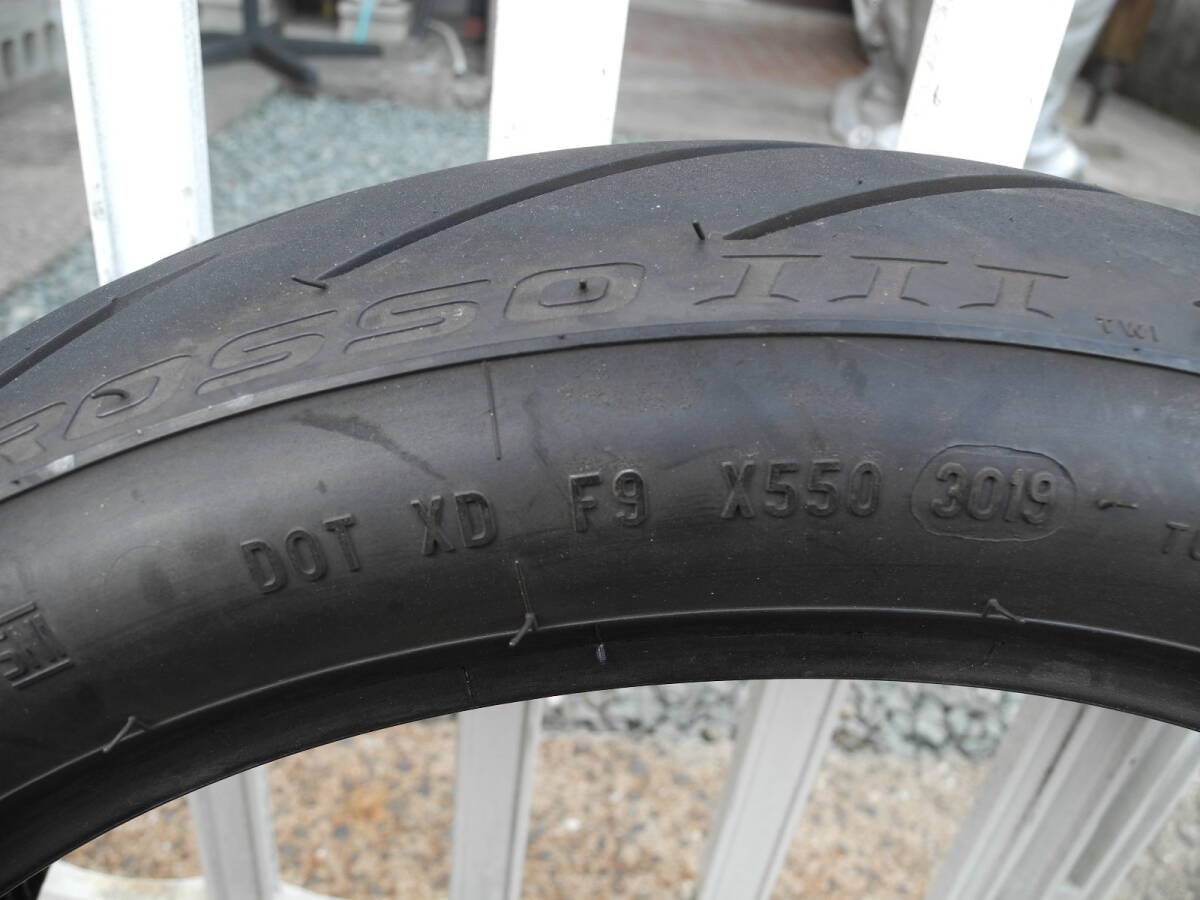 ROSSO III
TWI
DOT XD F9 X550 3019